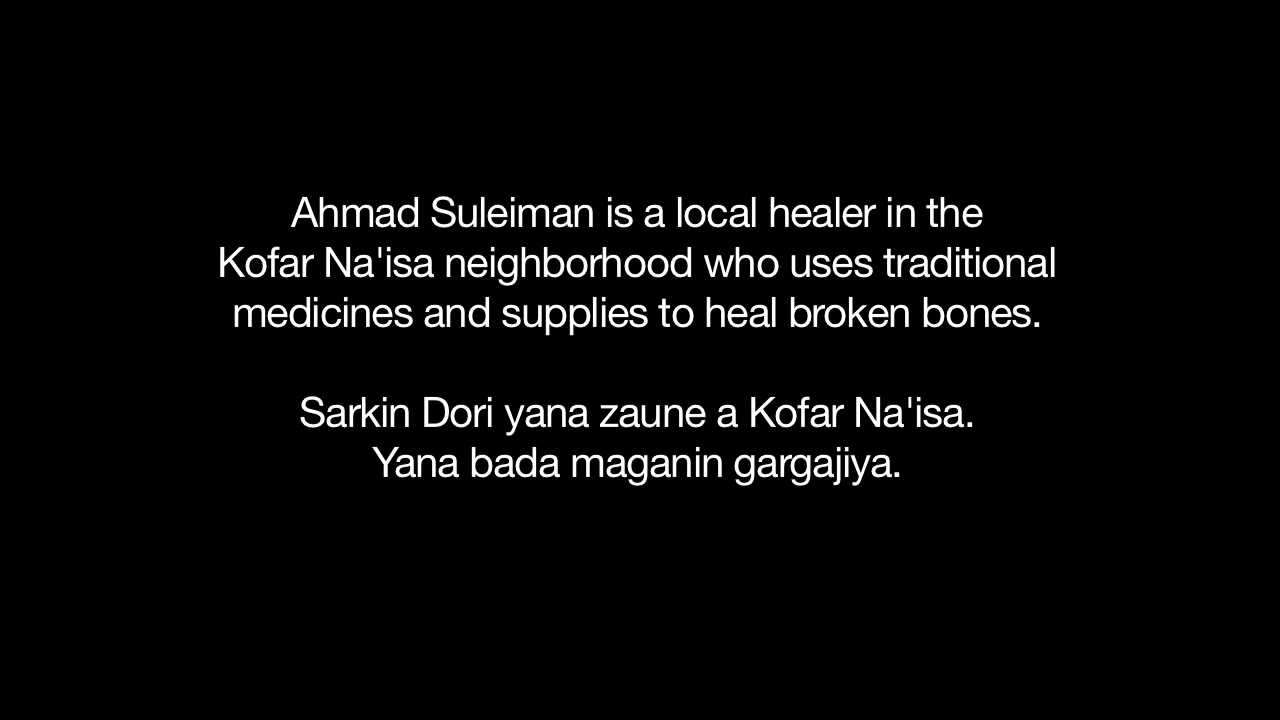 Ahmad Suleiman is a local healer in the
Kofar Na'isa neighborhood who uses traditional
medicines and supplies to heal broken bones.
Sarkin Dori yana zaune a Kofar Na'isa.
Yana bada maganin gargajiya.